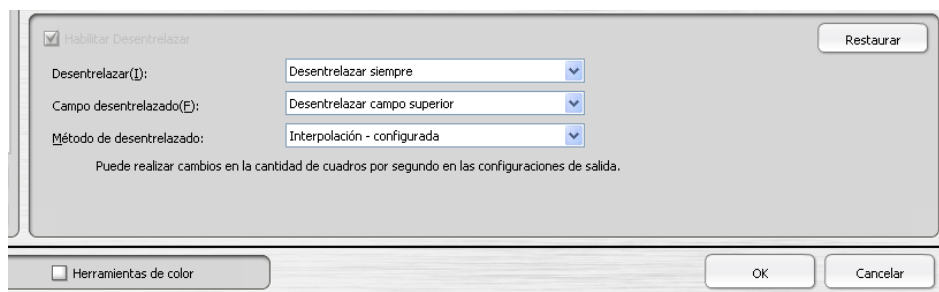 Habilitar Desentrelazar
Restaurar
Desentrelazar(I): Desentrelazar siempre
Campo desentrelazado(F): Desentrelazar campo superior
Método de desentrelazado: Interpolación - configurada
Puede realizar cambios en la cantidad de cuadros por segundo en las configuraciones de salida.
Herramientas de color OK Cancelar